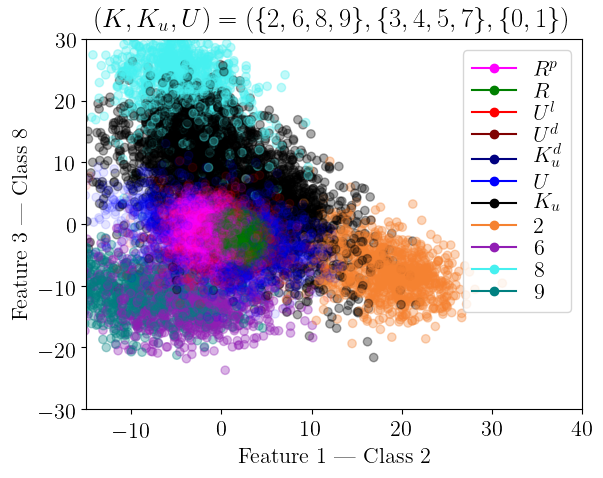 (K, K_u, U) = ({2, 6, 8, 9}, {3, 4, 5, 7}, {0, 1})
30
20
10
0
−10
−20
−30
Feature 3 — Class 8
R^p
R
U^l
U^d
K_u^d
U
K_u
2
6
8
9
−10
0
10
20
30
40
Feature 1 — Class 2